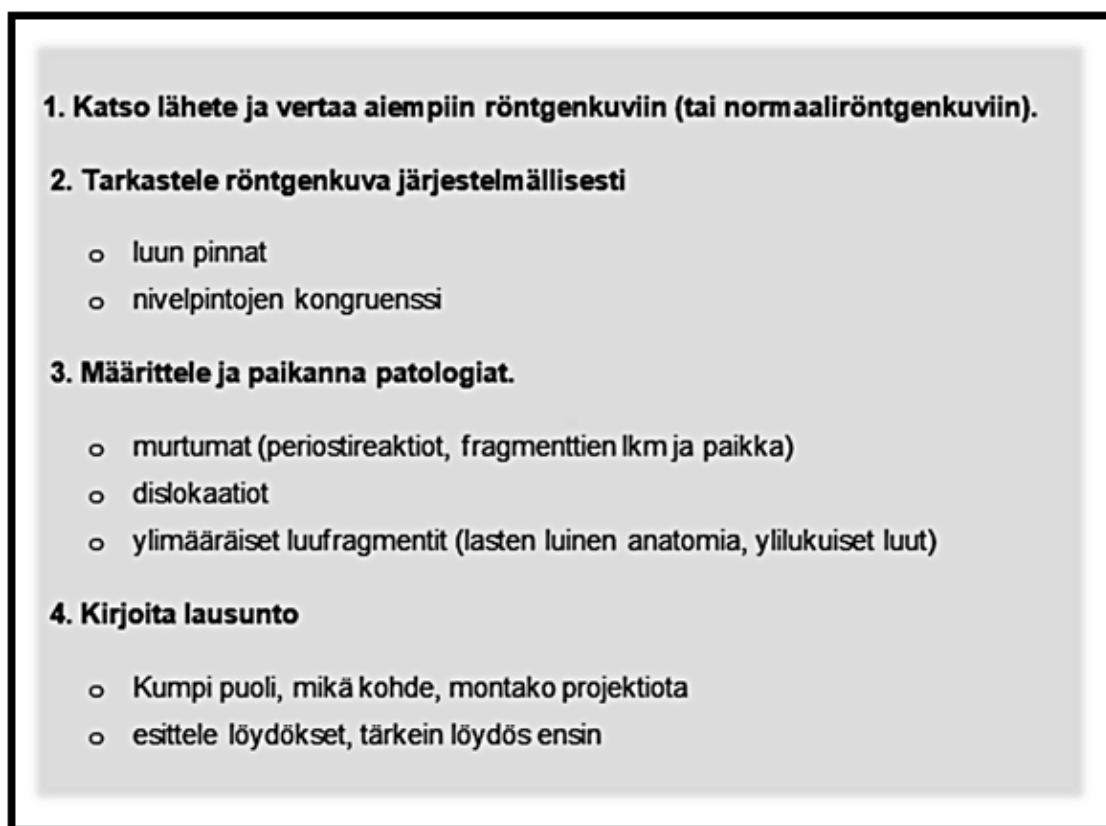 1. Katso lähete ja vertaa aiempiin röntgenkuviin (tai normaaliröntgenkuviin).
2. Tarkastele röntgenkuva järjestelmällisesti
o luun pinnat
o nivelpintojen kongruenssi
3. Määrittele ja paikanna patologiat.
o murtumat (periostireaktiot, fragmenttien lkm ja paikka)
o dislokaatiot
o ylimääräiset luufragmentit (lasten luinen anatomia, ylilukuiset luut)
4. Kirjoita lausunto
o Kumpi puoli, mikä kohde, montako projektiota
o esittele löydökset, tärkein löydös ensin